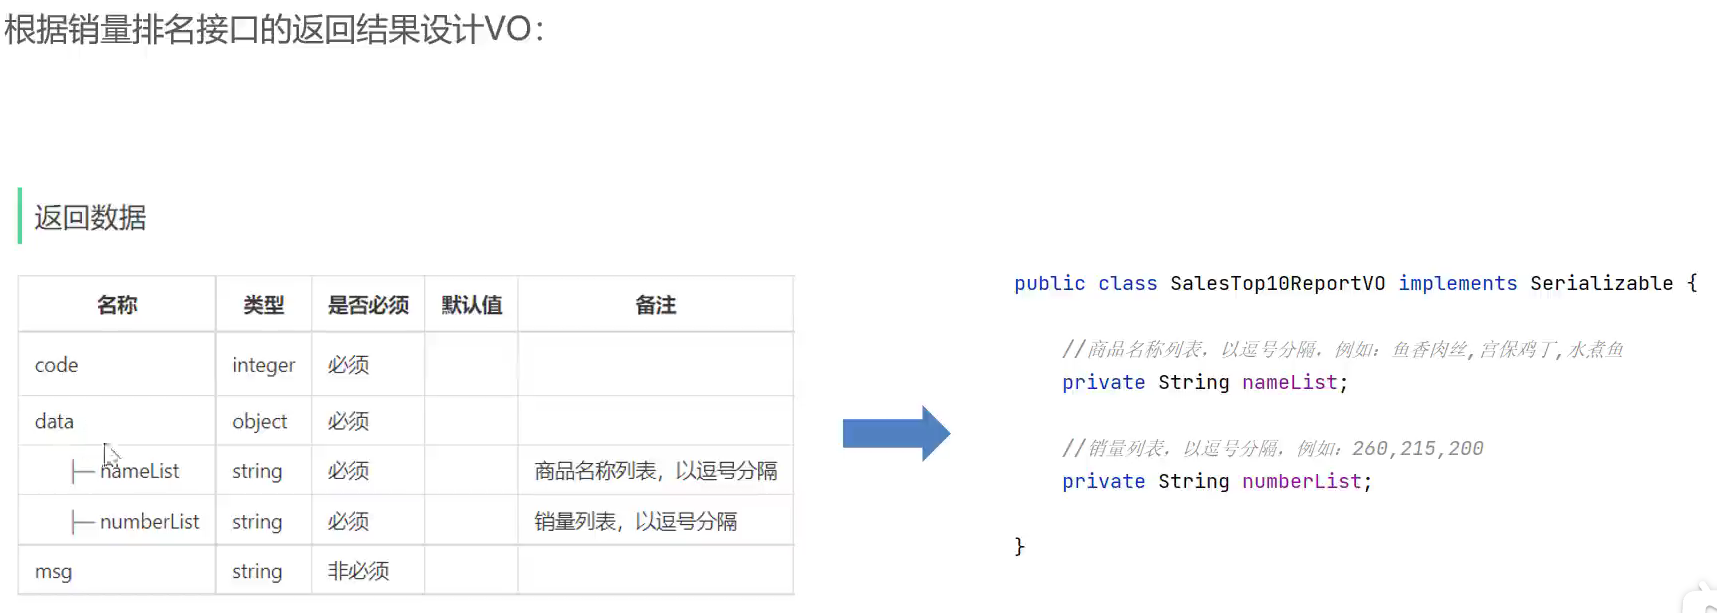 根据销量排名接口的返回结果设计VO：
返回数据
名称 类型 是否必须 默认值 备注
code integer 必须
data object 必须
├─ nameList string 必须 商品名称列表，以逗号分隔
├─ numberList string 必须 销量列表，以逗号分隔
msg string 非必须
public class SalesTop10ReportVO implements Serializable {
//商品名称列表，以逗号分隔，例如：鱼香肉丝,宫保鸡丁,水煮鱼
private String nameList;
//销量列表，以逗号分隔，例如：260,215,200
private String numberList;
}